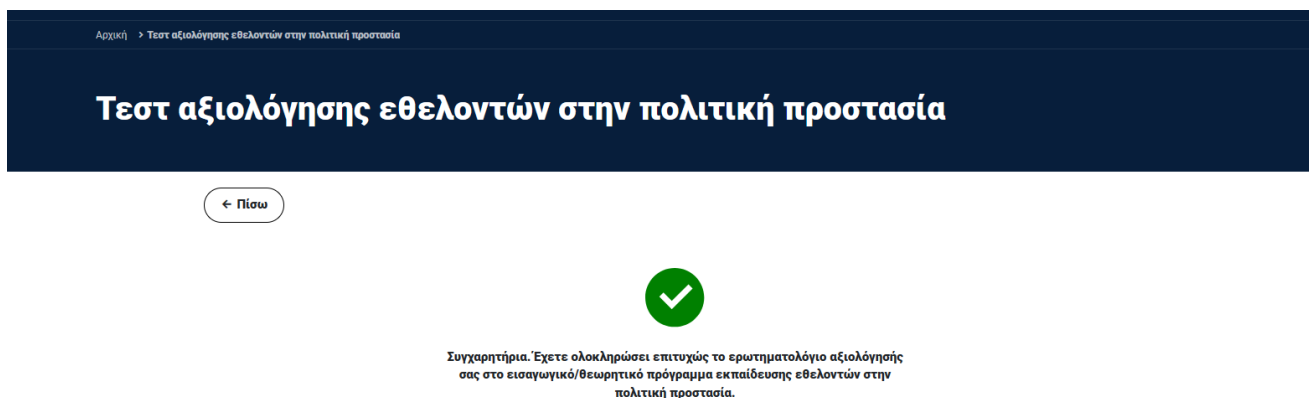 Αρχική > Τεστ αξιολόγησης εθελοντών στην πολιτική προστασία
Τεστ αξιολόγησης εθελοντών στην πολιτική προστασία
← Πίσω
Συγχαρητήρια. Έχετε ολοκληρώσει επιτυχώς το ερωτηματολόγιο αξιολόγησής
σας στο εισαγωγικό/θεωρητικό πρόγραμμα εκπαίδευσης εθελοντών στην
πολιτική προστασία.